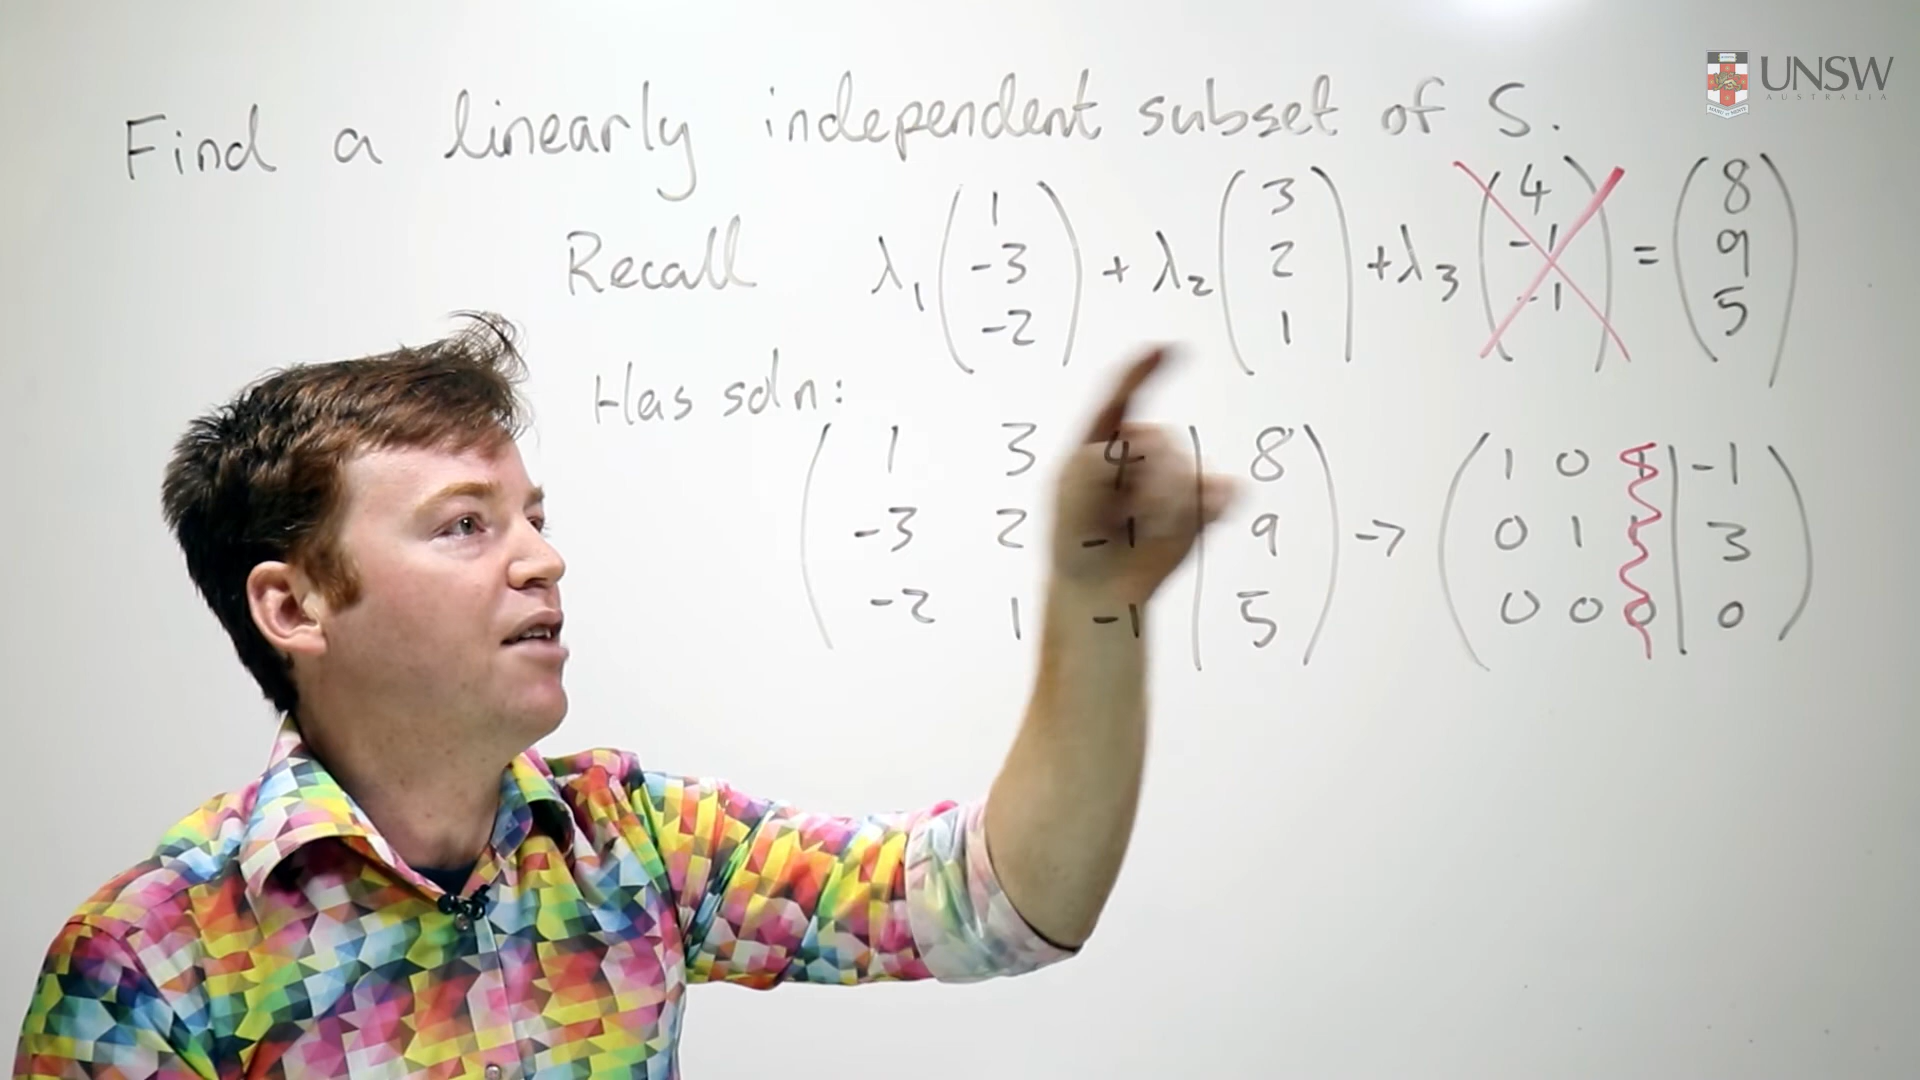 UNSW
AUSTRALIA
Find a linearly independent subset of S.
Recall λ₁ (1 -3 -2) + λ₂ (3 2 1) + λ₃ (4 -1 -1) = (8 9 5)
Has soln:
1 3 4 | 8 → 1 0 | -1
-3 2 -1 | 9 0 1 | 3
-2 1 -1 | 5 0 0 0 | 0